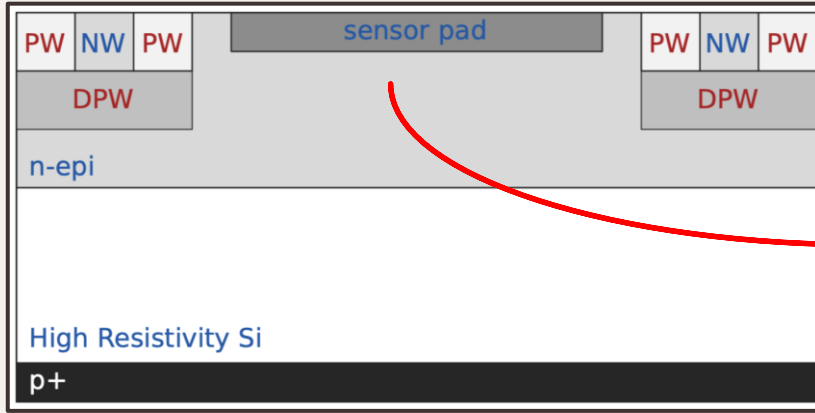 sensor pad
PW NW PW
PW NW PW
DPW
DPW
n-epi
High Resistivity Si
p+